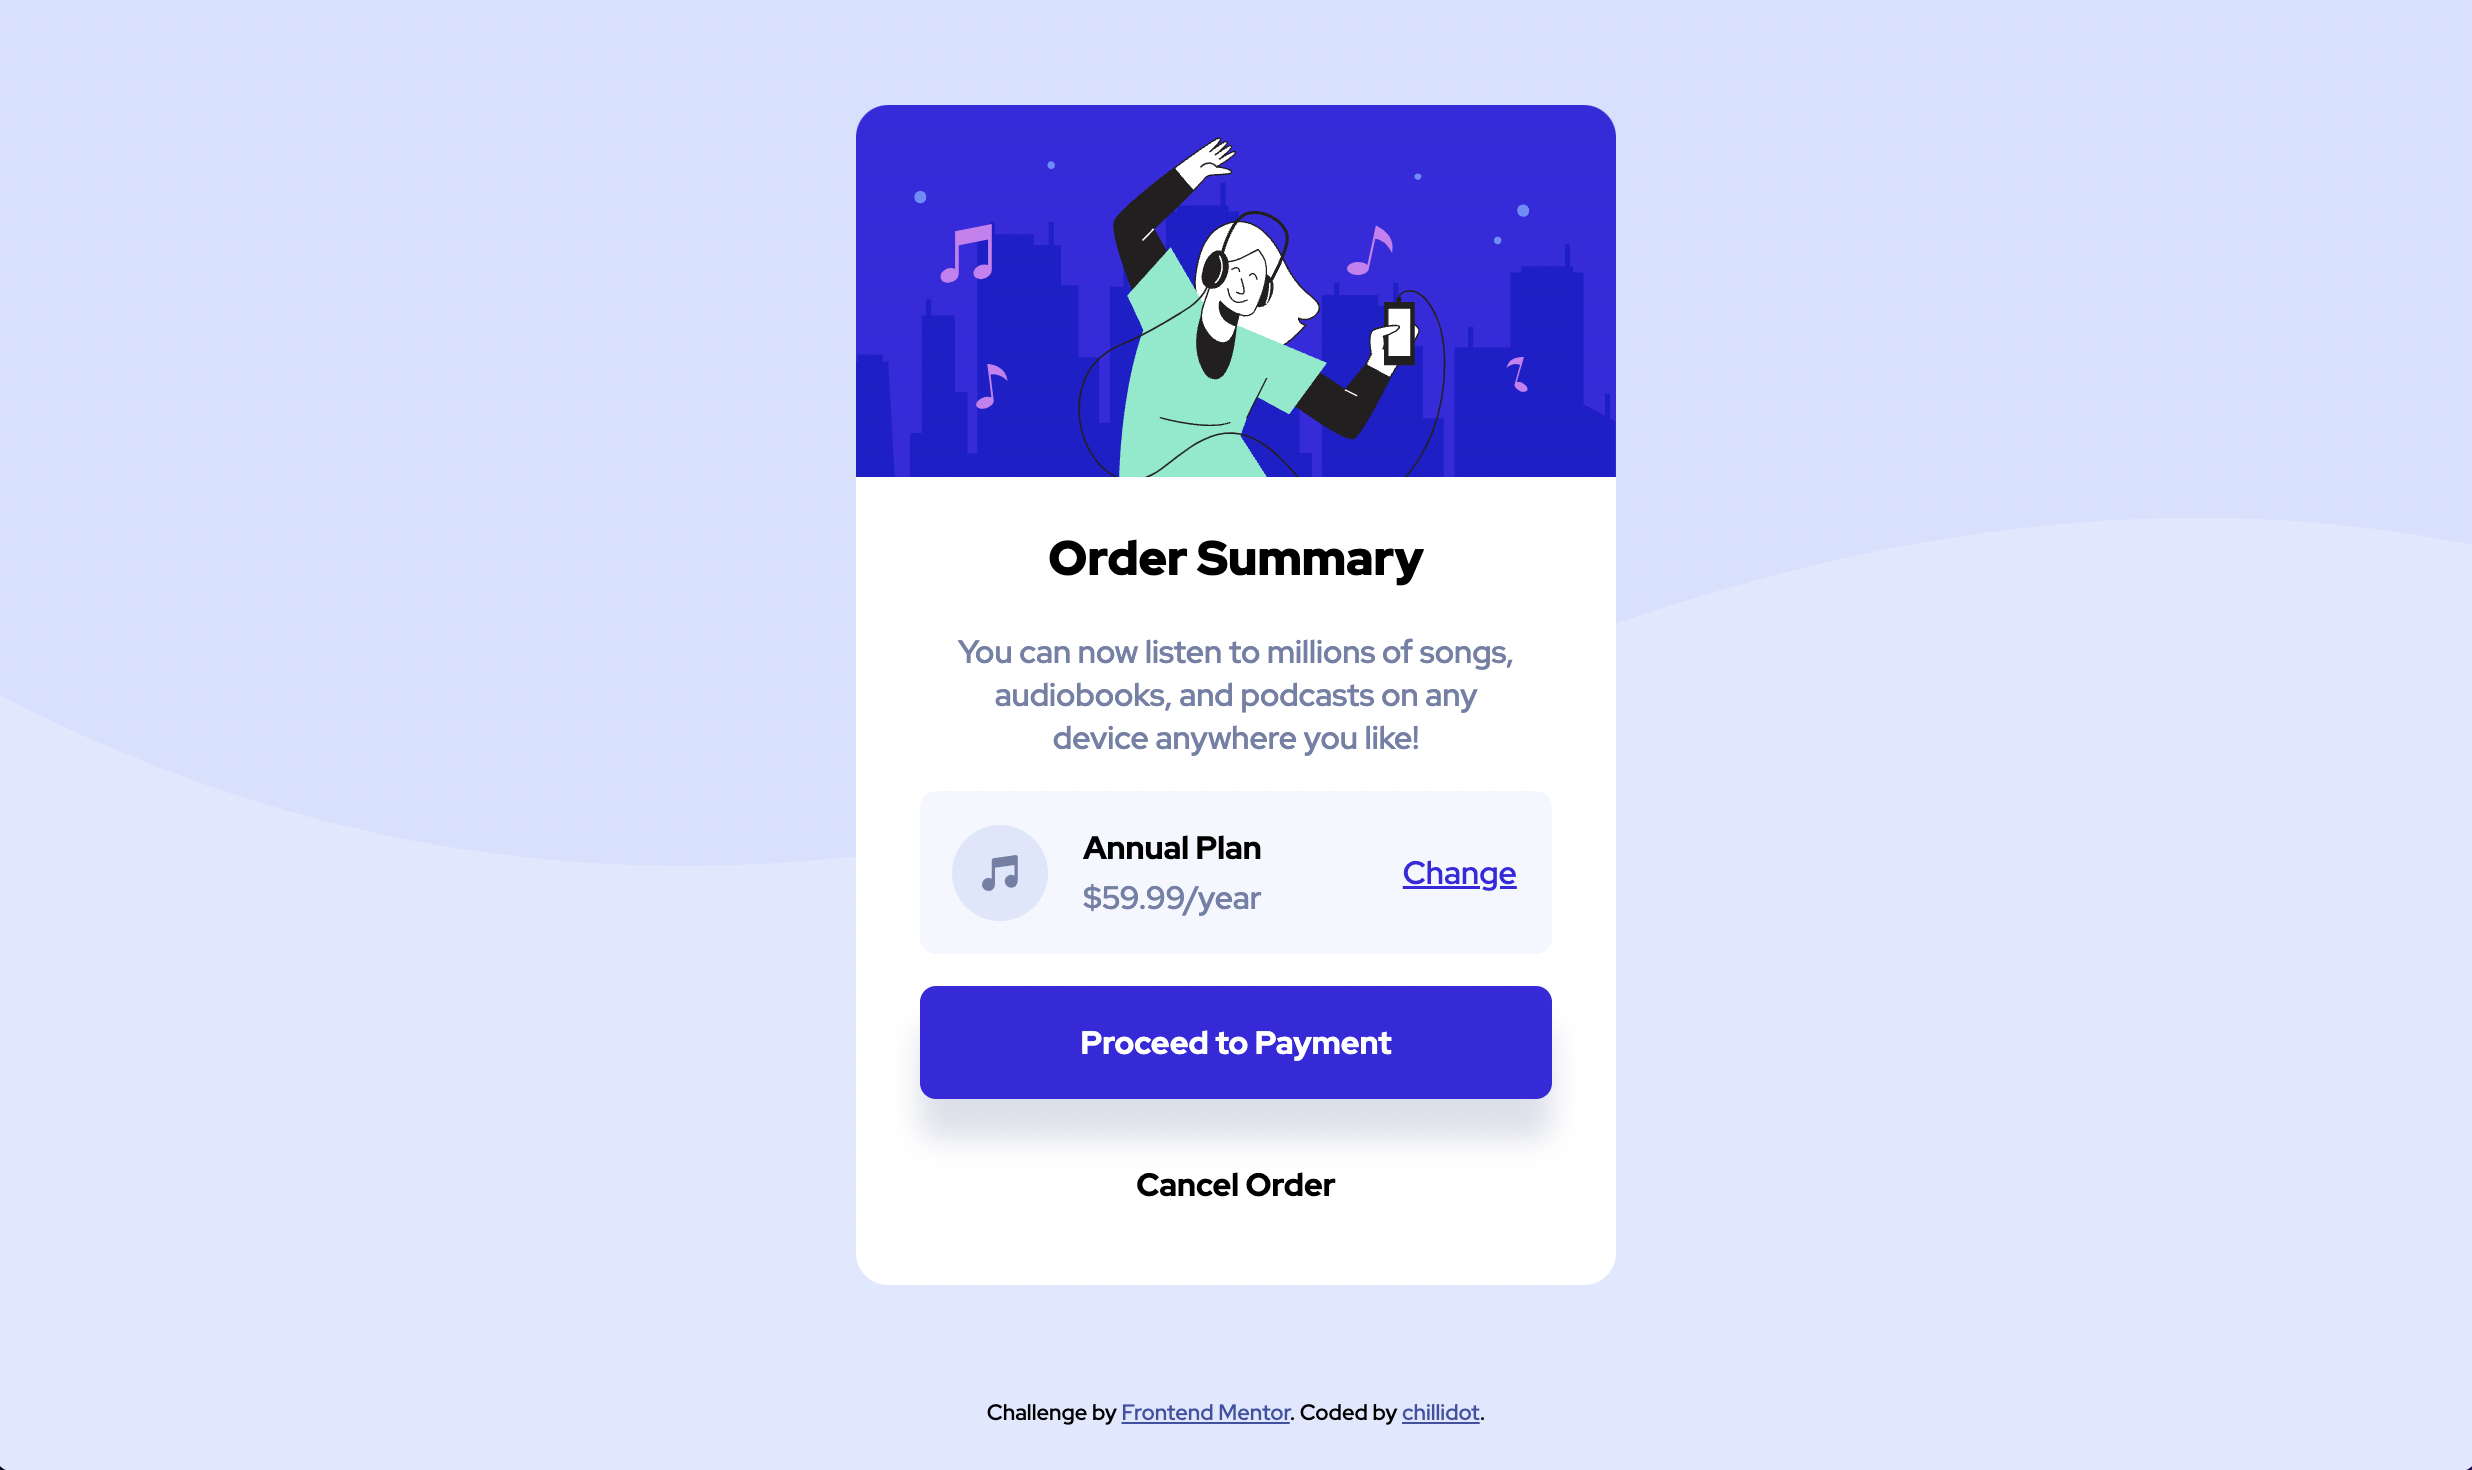 Order Summary
You can now listen to millions of songs,
audiobooks, and podcasts on any
device anywhere you like!
Annual Plan
$59.99/year
Change
Proceed to Payment
Cancel Order
Challenge by Frontend Mentor. Coded by chillidot.